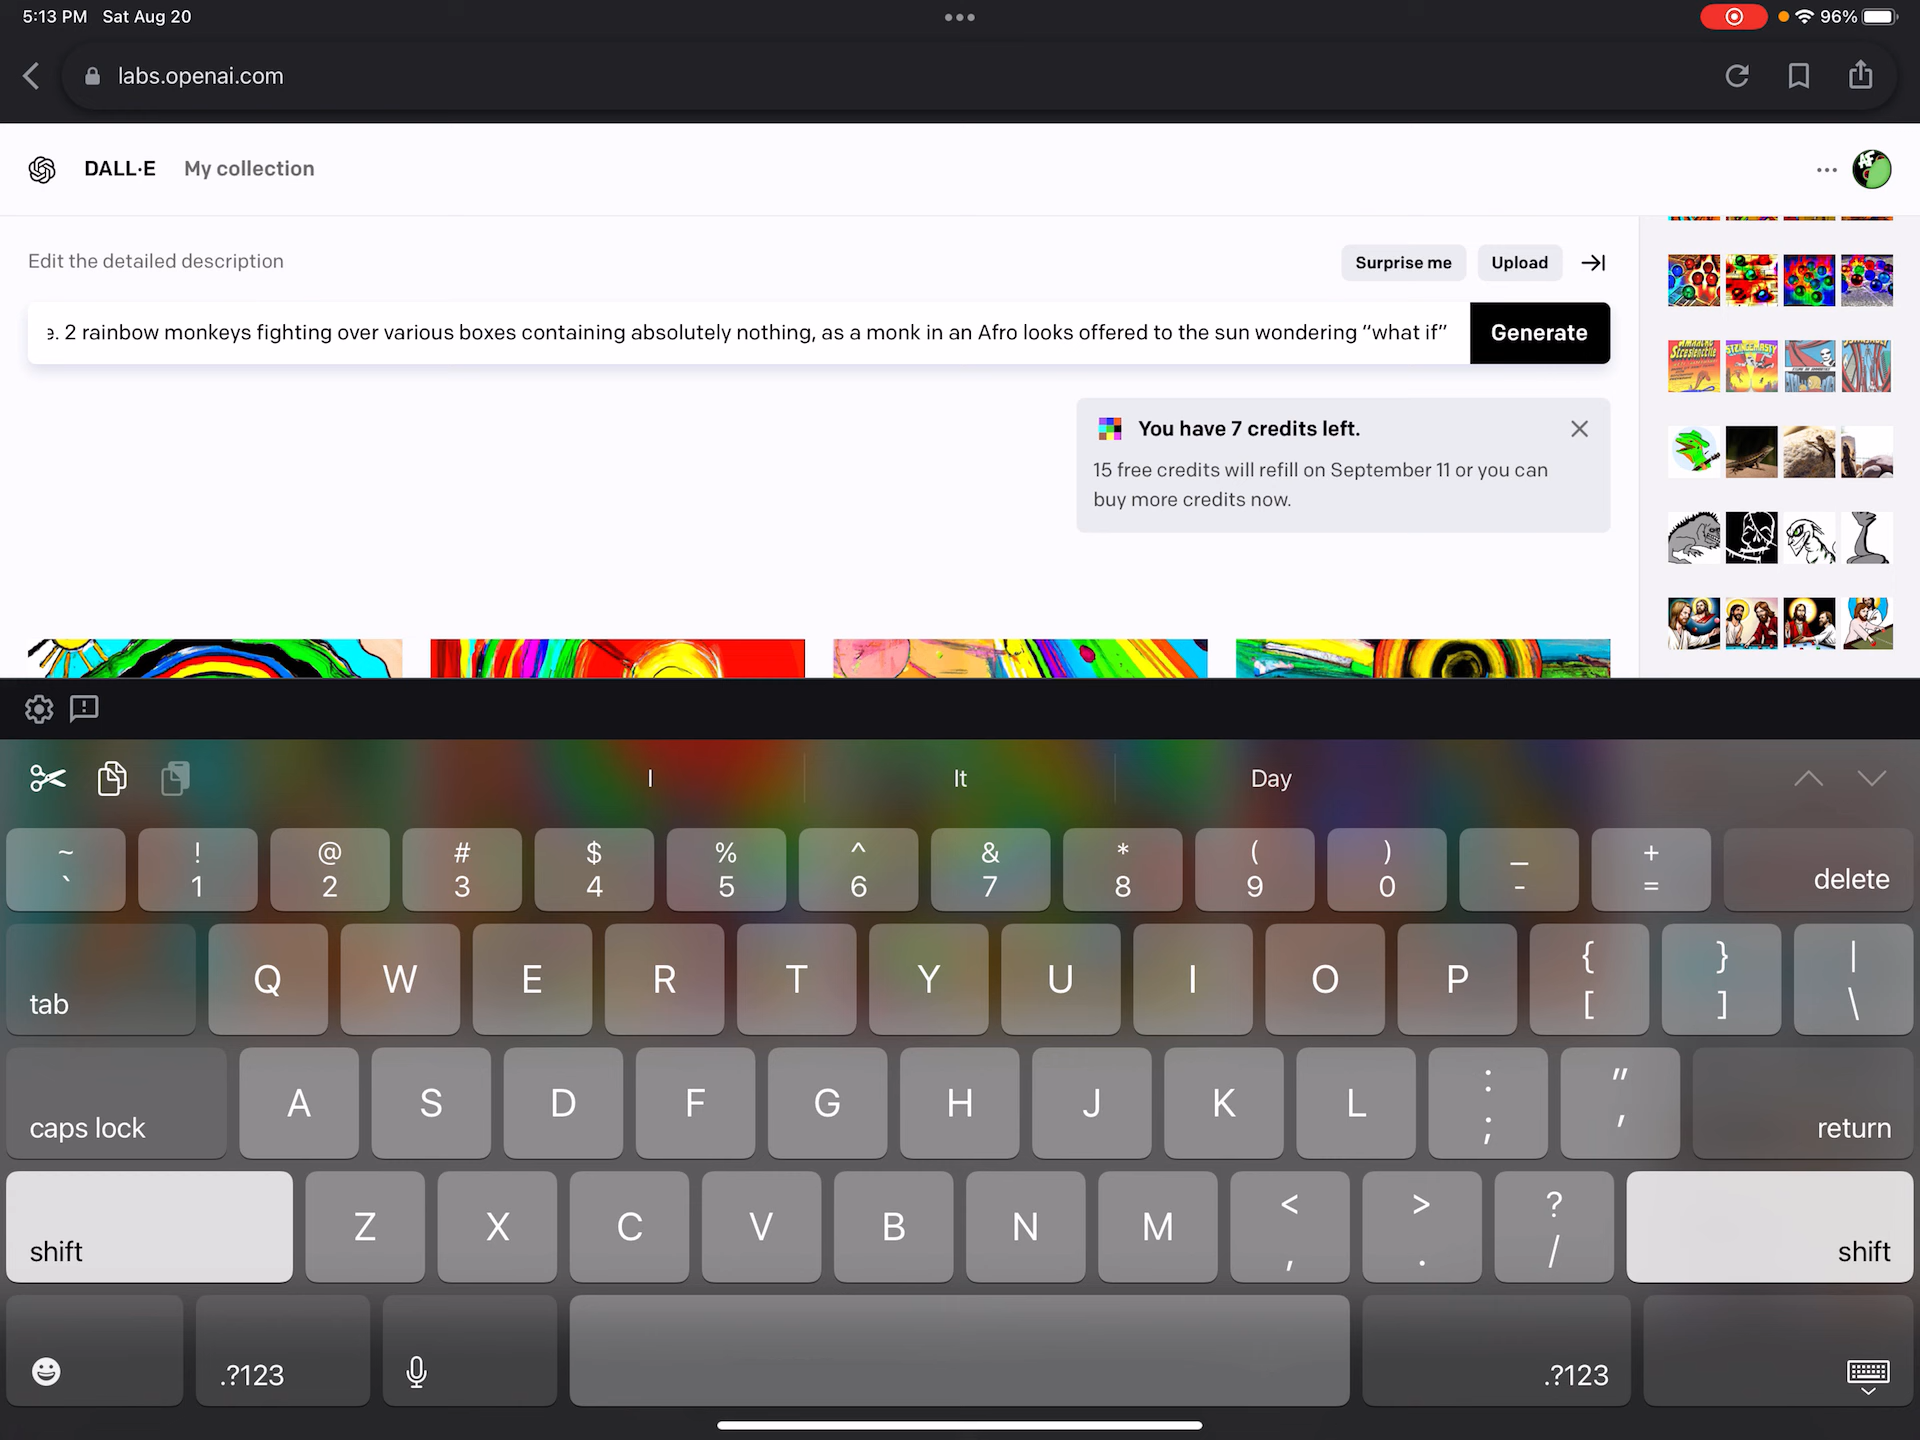 5:13 PM Sat Aug 20
96%
labs.openai.com
DALL·E My collection
AF
Edit the detailed description
Surprise me Upload
e. 2 rainbow monkeys fighting over various boxes containing absolutely nothing, as a monk in an Afro looks offered to the sun wondering “what if”
Generate
You have 7 credits left.
15 free credits will refill on September 11 or you can
buy more credits now.
I It Day
~ ! @ # $ % ^ & * ( ) _ +
` 1 2 3 4 5 6 7 8 9 0 - = delete
tab Q W E R T Y U I O P { [ } ] | \
caps lock A S D F G H J K L : ; " ' return
shift Z X C V B N M < , > . ? / shift
.?123 .?123